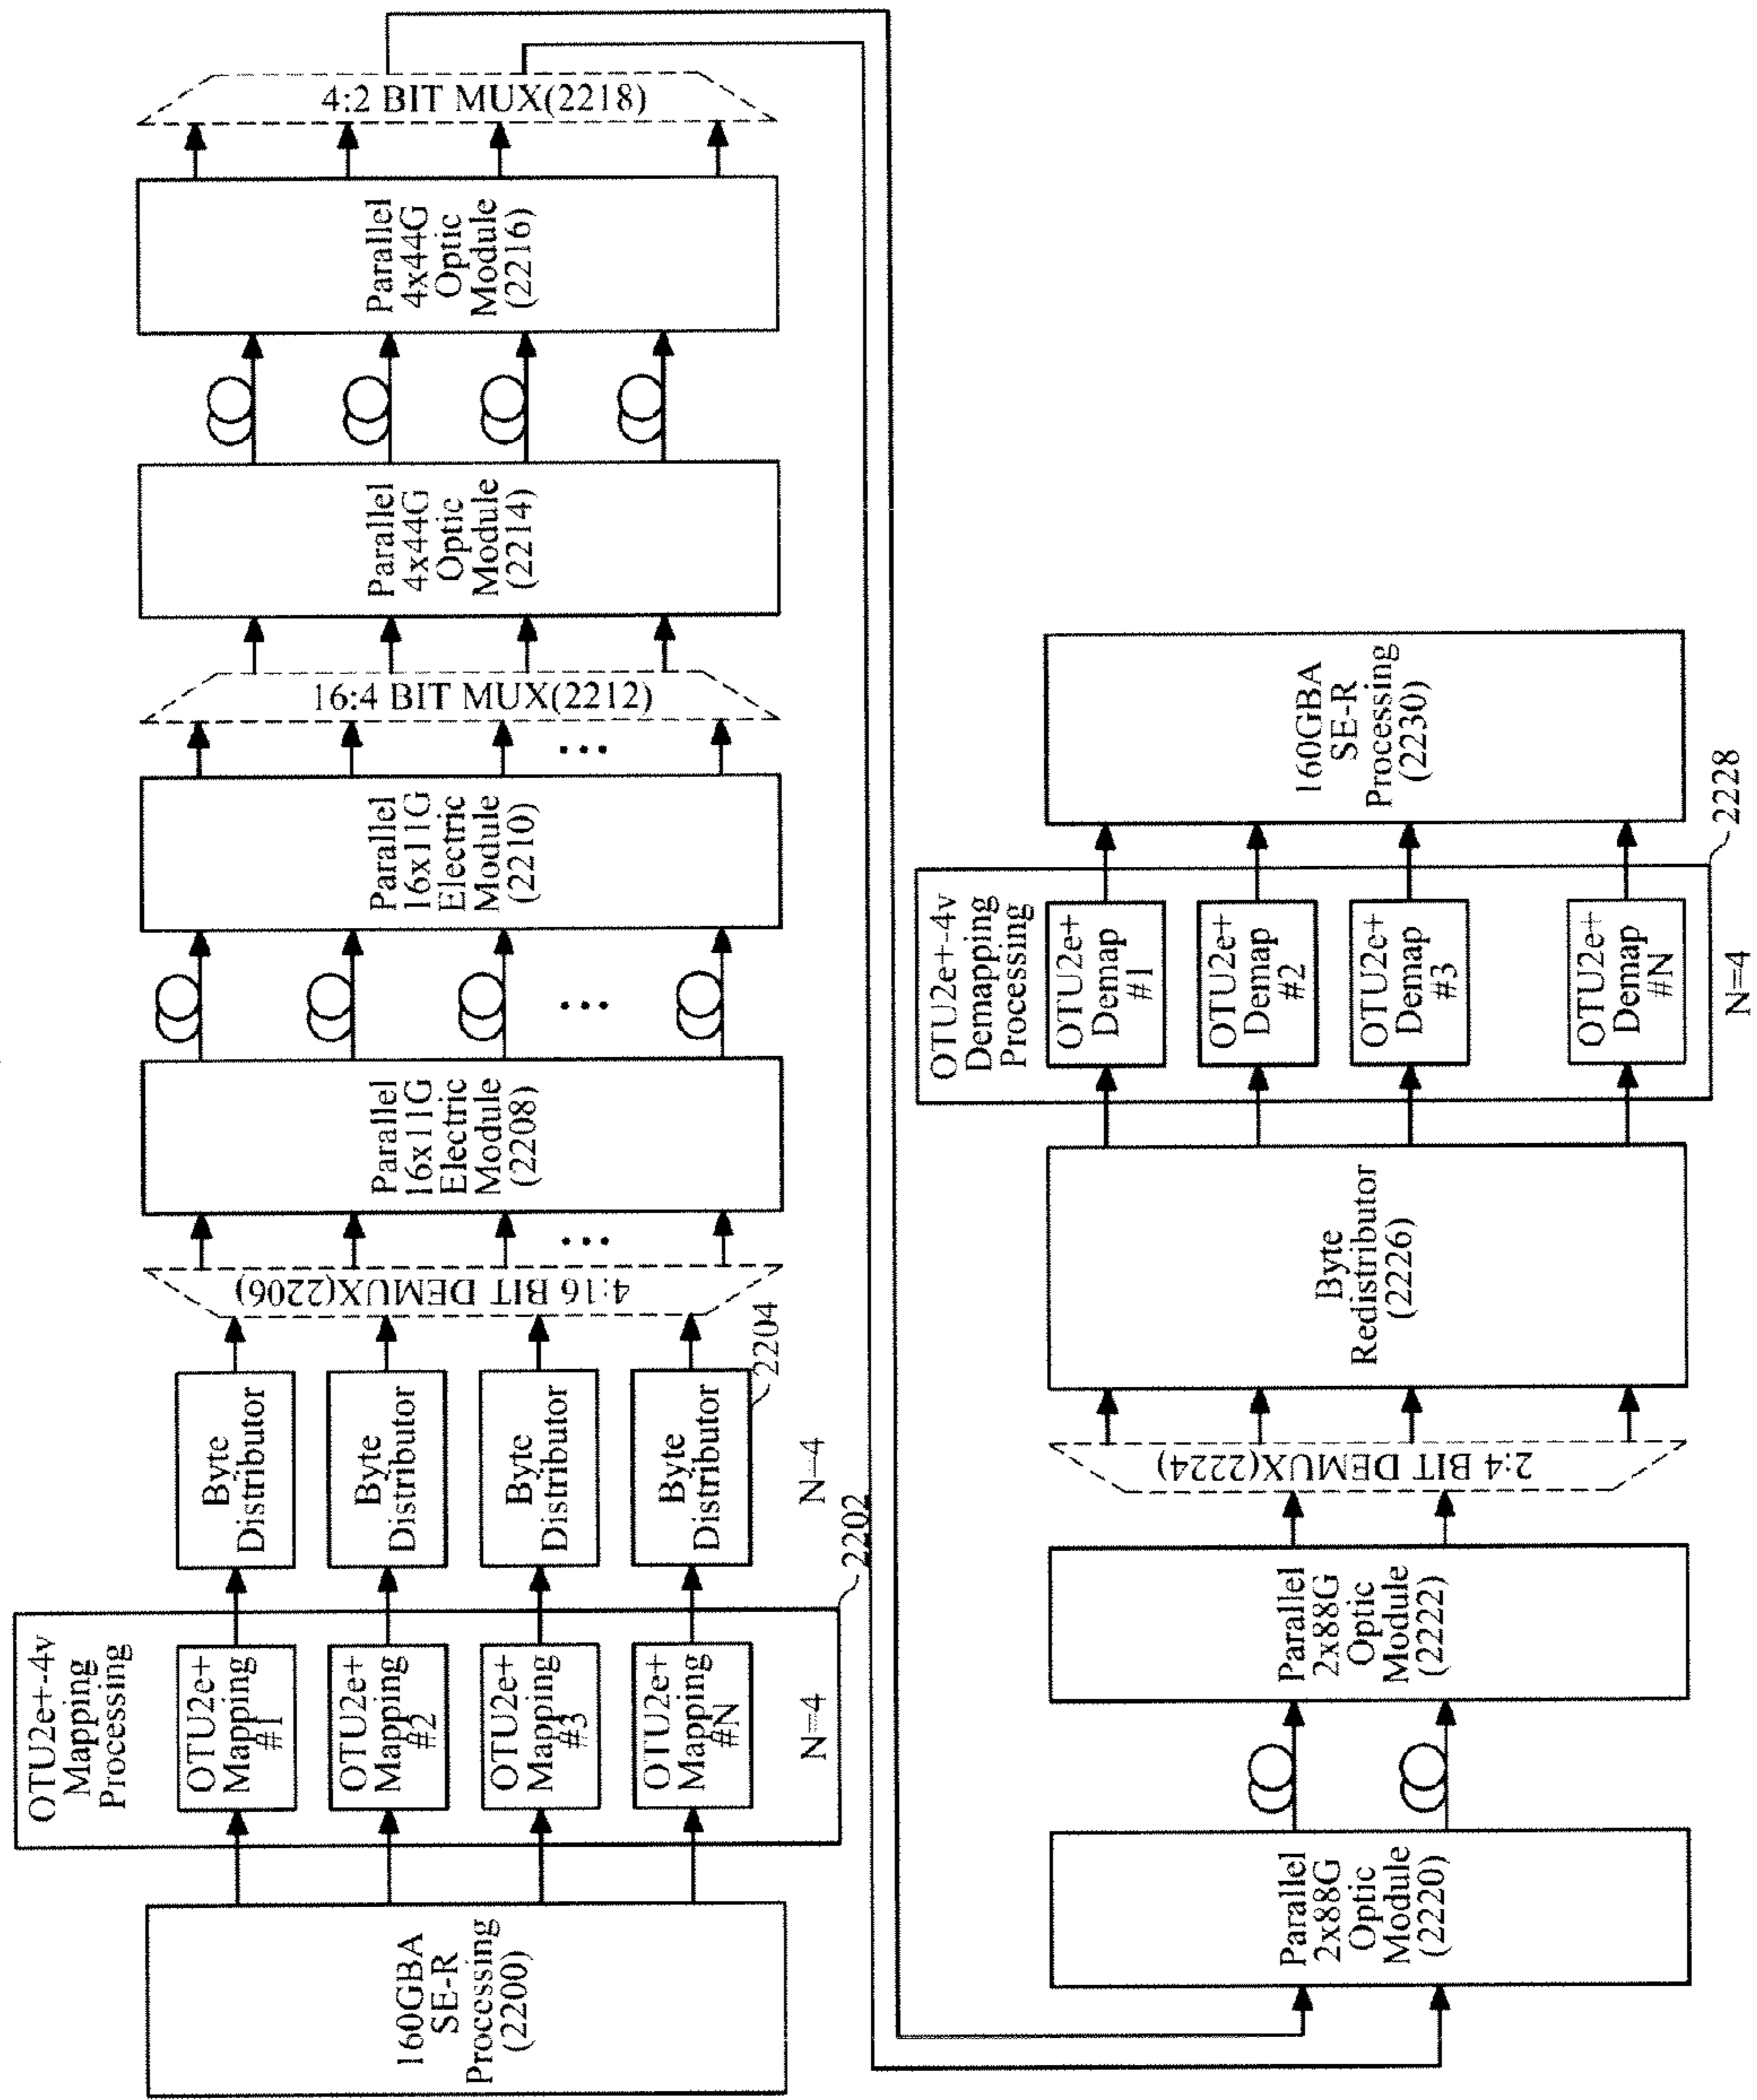 160GBA
SE-R
Processing
(2200)
OTU2e+-4v
Mapping
Processing
OTU2e+
Mapping
#1
OTU2e+
Mapping
#2
OTU2e+
Mapping
#3
OTU2e+
Mapping
#N
N=4
2202
Byte
Distributor
Byte
Distributor
Byte
Distributor
Byte
Distributor
2204
N=4
4:16 BIT DEMUX(2206)
Parallel
16x11G
Electric
Module
(2208)
...
...
Parallel
16x11G
Electric
Module
(2210)
...
16:4 BIT MUX(2212)
Parallel
4x44G
Optic
Module
(2214)
Parallel
4x44G
Optic
Module
(2216)
4:2 BIT MUX(2218)
Parallel
2x88G
Optic
Module
(2220)
Parallel
2x88G
Optic
Module
(2222)
2:4 BIT DEMUX(2224)
Byte
Redistributor
(2226)
OTU2e+-4v
Demapping
Processing
OTU2e+
Demap
#1
OTU2e+
Demap
#2
OTU2e+
Demap
#3
OTU2e+
Demap
#N
N=4
2228
160GBA
SE-R
Processing
(2230)